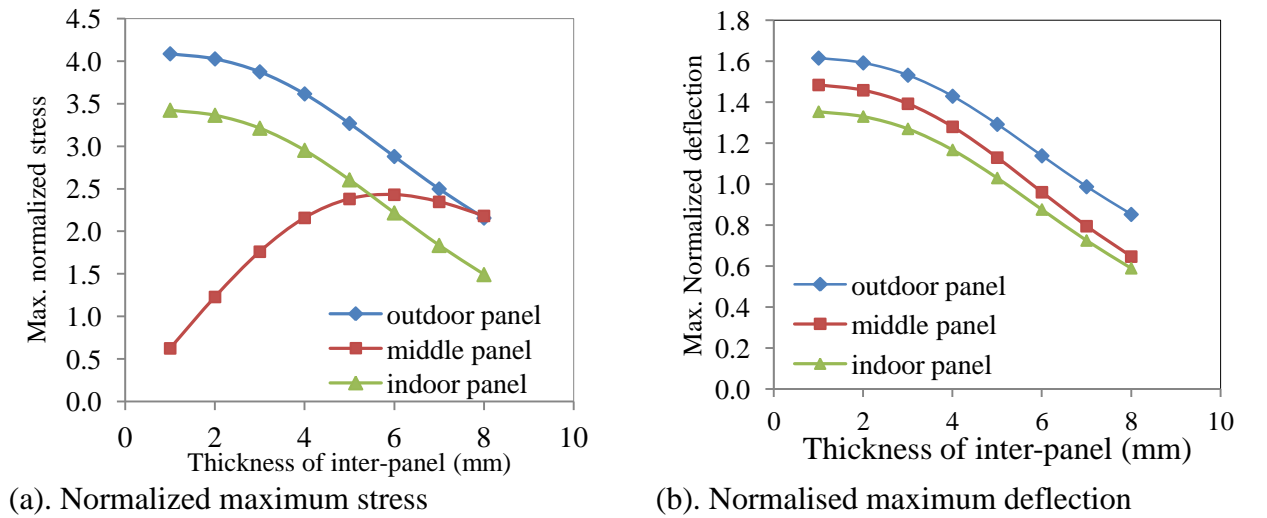 4.5
4.0
3.5
3.0
2.5
2.0
1.5
1.0
0.5
0.0
Max. normalized stress
outdoor panel
middle panel
indoor panel
0 2 4 6 8 10
Thickness of inter-panel (mm)
(a). Normalized maximum stress
1.8
1.6
1.4
1.2
1.0
0.8
0.6
0.4
0.2
0.0
Max. Normalized deflection
outdoor panel
middle panel
indoor panel
0 2 4 6 8 10
Thickness of inter-panel (mm)
(b). Normalised maximum deflection